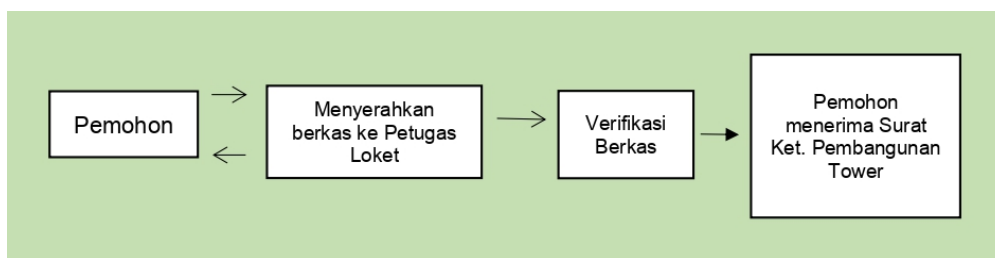 Pemohon
Menyerahkan
berkas ke Petugas
Loket
Verifikasi
Berkas
Pemohon
menerima Surat
Ket. Pembangunan
Tower